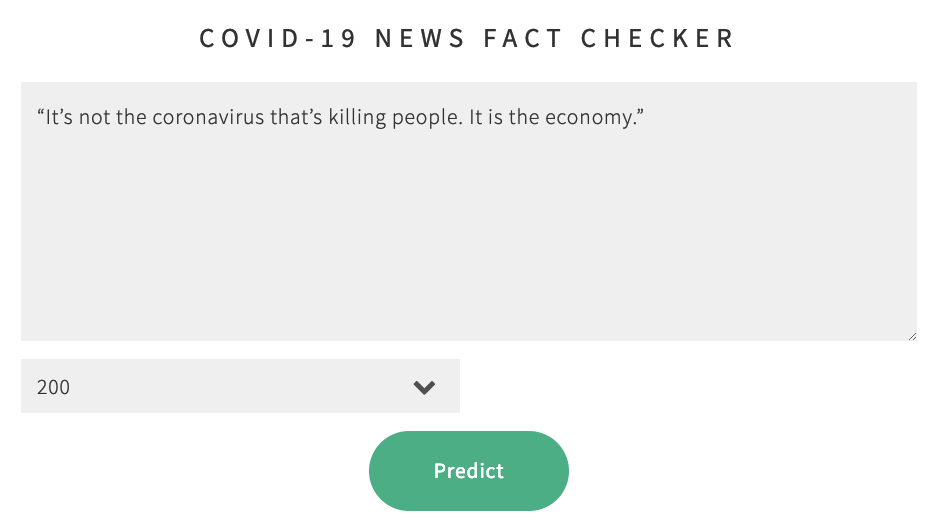 COVID-19 NEWS FACT CHECKER
“It’s not the coronavirus that’s killing people. It is the economy.”
200
Predict